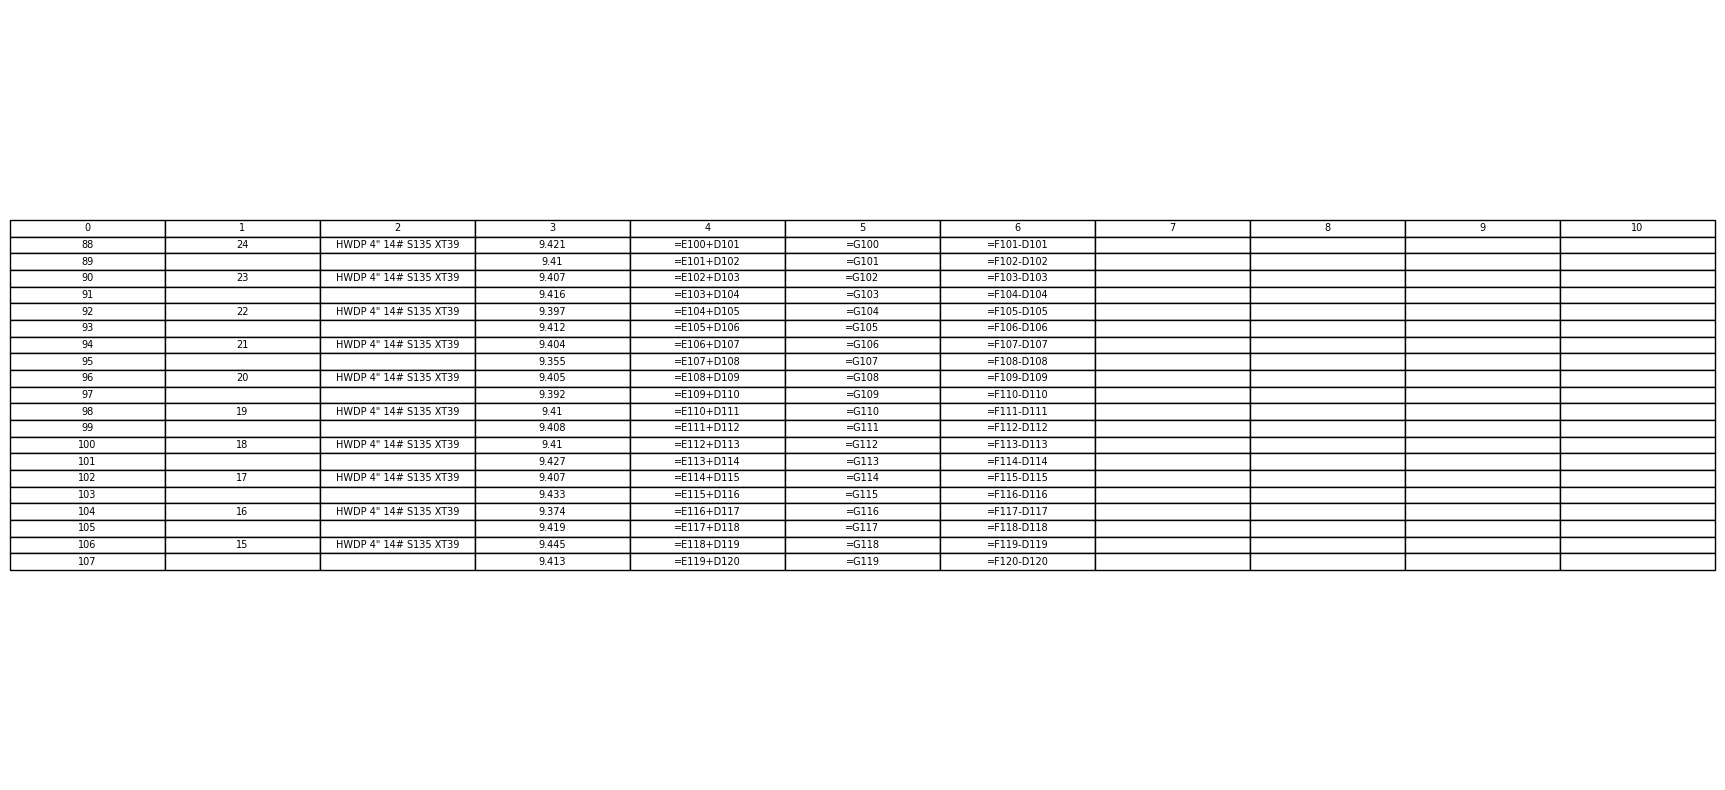 0 1 2 3 4 5 6 7 8 9 10
88 24 HWDP 4" 14# S135 XT39 9.421 =E100+D101 =G100 =F101-D101
89 9.41 =E101+D102 =G101 =F102-D102
90 23 HWDP 4" 14# S135 XT39 9.407 =E102+D103 =G102 =F103-D103
91 9.416 =E103+D104 =G103 =F104-D104
92 22 HWDP 4" 14# S135 XT39 9.397 =E104+D105 =G104 =F105-D105
93 9.412 =E105+D106 =G105 =F106-D106
94 21 HWDP 4" 14# S135 XT39 9.404 =E106+D107 =G106 =F107-D107
95 9.355 =E107+D108 =G107 =F108-D108
96 20 HWDP 4" 14# S135 XT39 9.405 =E108+D109 =G108 =F109-D109
97 9.392 =E109+D110 =G109 =F110-D110
98 19 HWDP 4" 14# S135 XT39 9.41 =E110+D111 =G110 =F111-D111
99 9.408 =E111+D112 =G111 =F112-D112
100 18 HWDP 4" 14# S135 XT39 9.41 =E112+D113 =G112 =F113-D113
101 9.427 =E113+D114 =G113 =F114-D114
102 17 HWDP 4" 14# S135 XT39 9.407 =E114+D115 =G114 =F115-D115
103 9.433 =E115+D116 =G115 =F116-D116
104 16 HWDP 4" 14# S135 XT39 9.374 =E116+D117 =G116 =F117-D117
105 9.419 =E117+D118 =G117 =F118-D118
106 15 HWDP 4" 14# S135 XT39 9.445 =E118+D119 =G118 =F119-D119
107 9.413 =E119+D120 =G119 =F120-D120